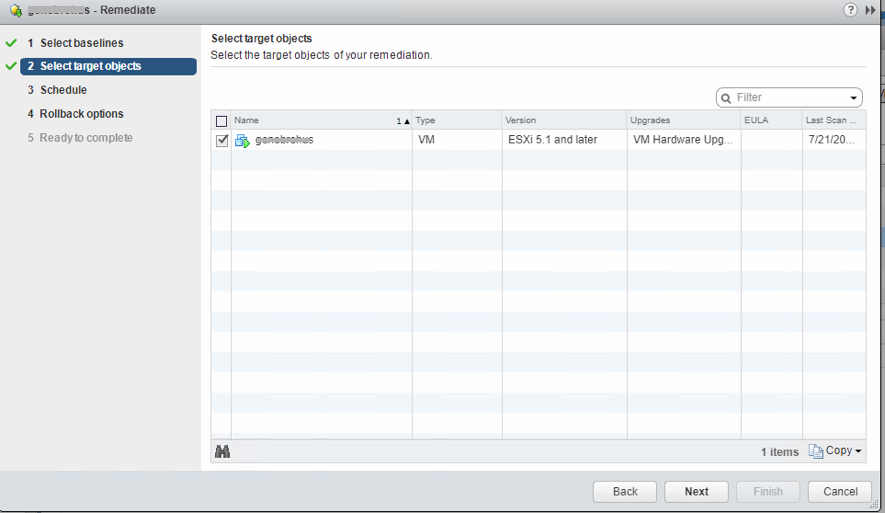 - Remediate
?
1 Select baselines
2 Select target objects
3 Schedule
4 Rollback options
5 Ready to complete
Select target objects
Select the target objects of your remediation.
Filter
Name 1 Type Version Upgrades EULA Last Scan ...
VM ESXi 5.1 and later VM Hardware Upg... 7/21/20...
1 items Copy
Back Next Finish Cancel